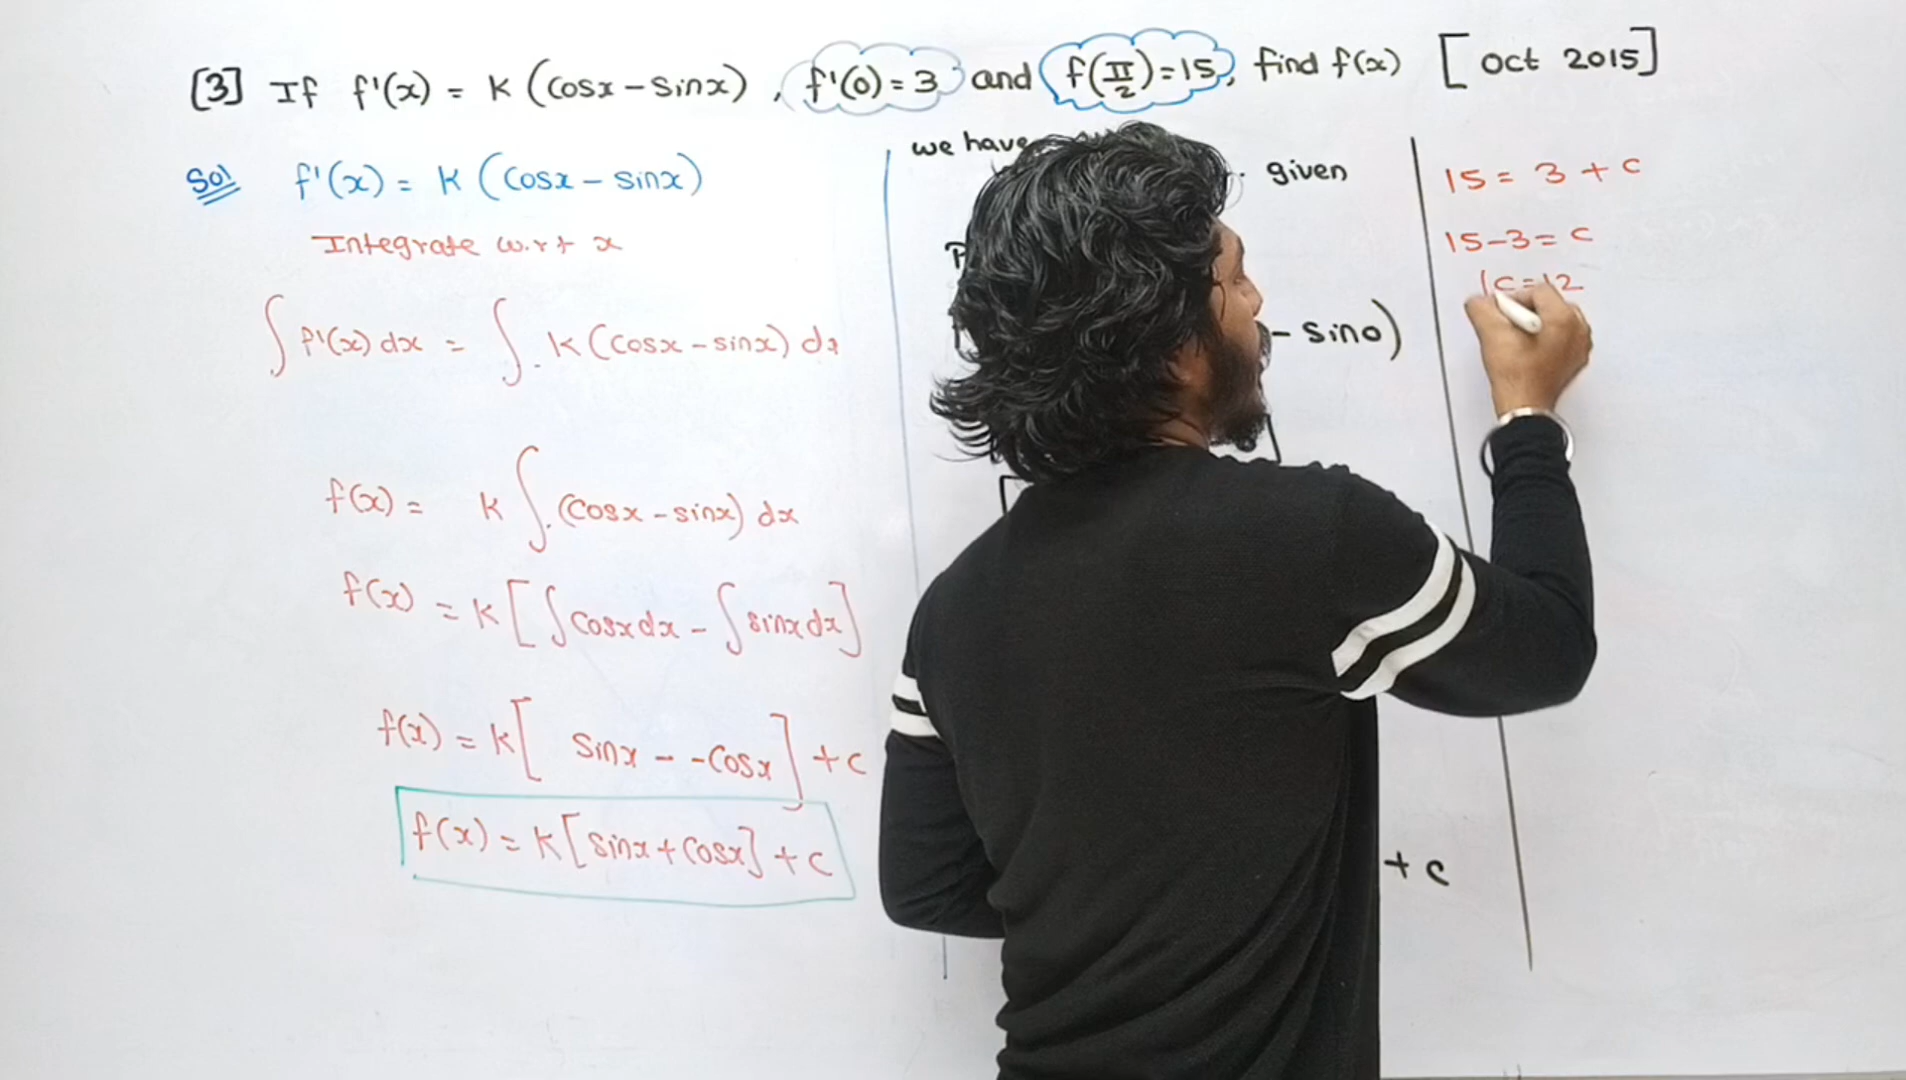 [3] If f'(x) = K (cosx - sinx), f'(0) = 3 and f(π/2) = 15, find f(x) [Oct 2015]
Sol f'(x) = K (cosx - sinx)
Integrate w.r.t x
∫ f'(x) dx = ∫. K (cosx - sinx) dx
f(x) = K ∫. (cosx - sinx) dx
f(x) = K [∫cosx dx - ∫sinx dx]
f(x) = K [ sinx - -cosx ] + c
f(x) = K [sinx + cosx] + c
we have
given
- sin0)
+ c
15 = 3 + c
15-3 = c
c = 12